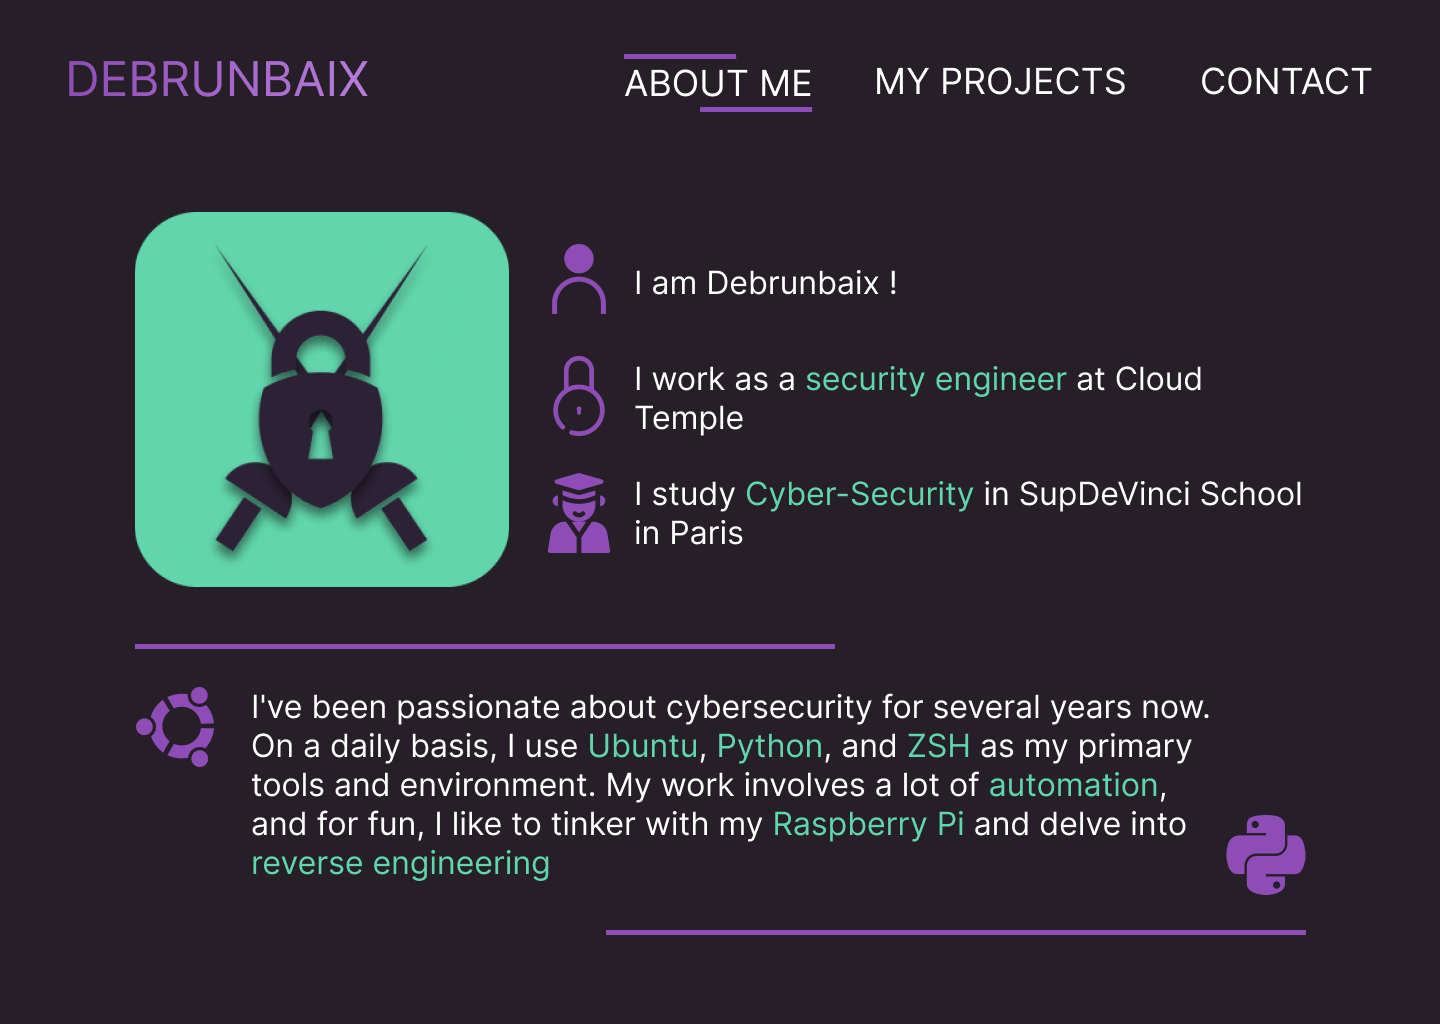 DEBRUNBAIX
ABOUT ME
MY PROJECTS
CONTACT
I am Debrunbaix !
I work as a security engineer at Cloud
Temple
I study Cyber-Security in SupDeVinci School
in Paris
I've been passionate about cybersecurity for several years now.
On a daily basis, I use Ubuntu, Python, and ZSH as my primary
tools and environment. My work involves a lot of automation,
and for fun, I like to tinker with my Raspberry Pi and delve into
reverse engineering